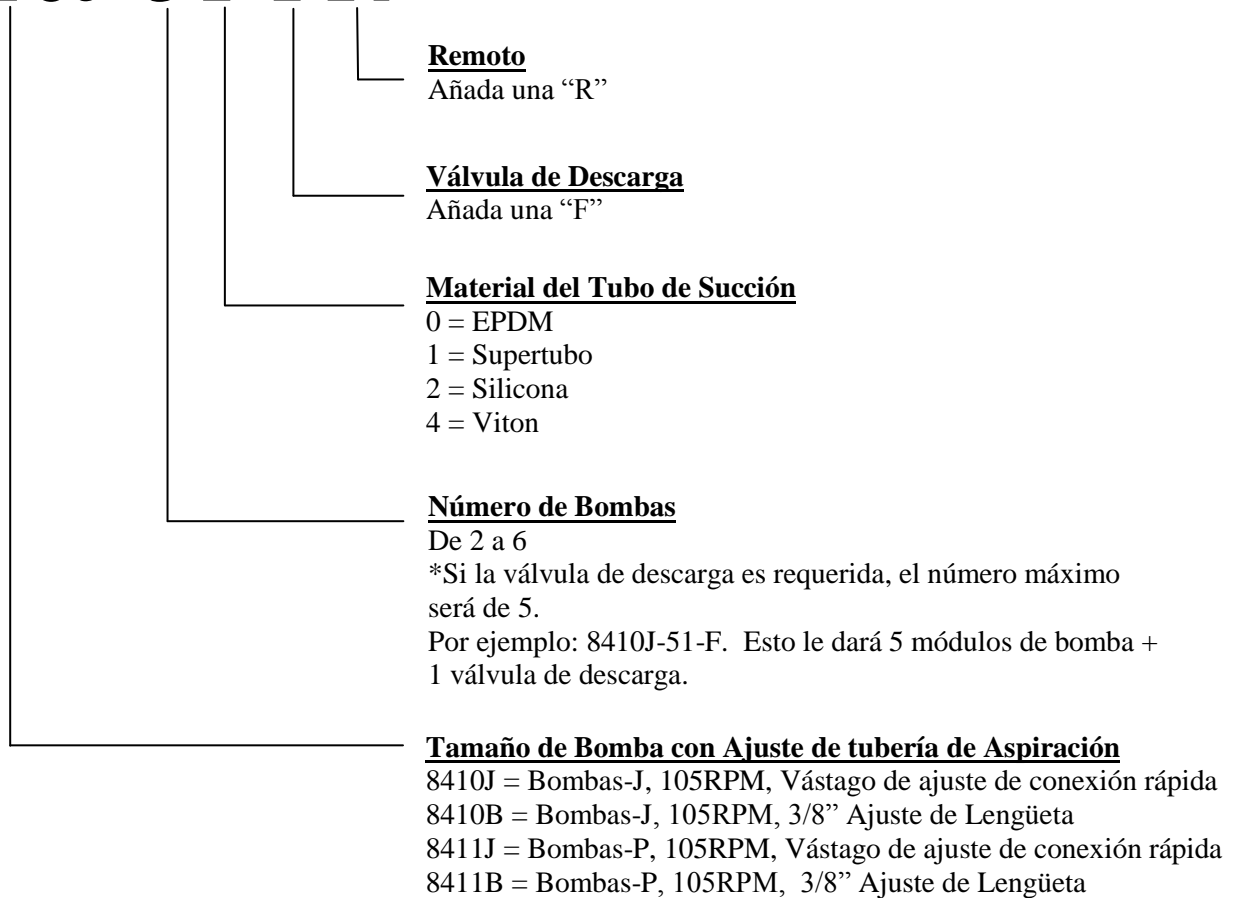 Remoto
Añada una “R”
Válvula de Descarga
Añada una “F”
Material del Tubo de Succión
0 = EPDM
1 = Supertubo
2 = Silicona
4 = Viton
Número de Bombas
De 2 a 6
*Si la válvula de descarga es requerida, el número máximo
será de 5.
Por ejemplo: 8410J-51-F.  Esto le dará 5 módulos de bomba +
1 válvula de descarga.
Tamaño de Bomba con Ajuste de tubería de Aspiración
8410J = Bombas-J, 105RPM, Vástago de ajuste de conexión rápida
8410B = Bombas-J, 105RPM, 3/8” Ajuste de Lengüeta
8411J = Bombas-P, 105RPM, Vástago de ajuste de conexión rápida
8411B = Bombas-P, 105RPM,  3/8” Ajuste de Lengüeta